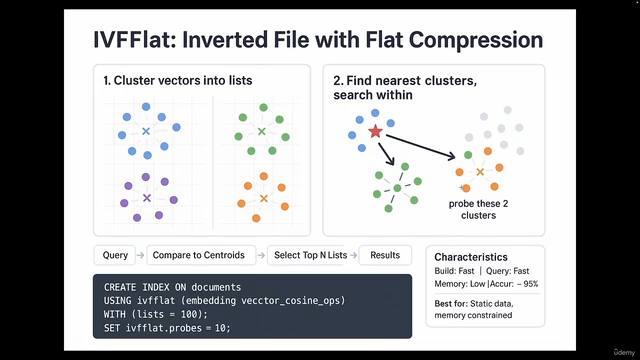 IVFFlat: Inverted File with Flat Compression
1. Cluster vectors into lists
2. Find nearest clusters,
search within
probe these 2
clusters
Query → Compare to Centroids → Select Top N Lists → Results
CREATE INDEX ON documents
USING ivfflat (embedding vecctor_cosine_ops)
WITH (lists = 100);
SET ivfflat.probes = 10;
Characteristics
Build: Fast | Query: Fast
Memory: Low | Accur: ~ 95%
Best for: Static data,
memory constrained
ûdemy